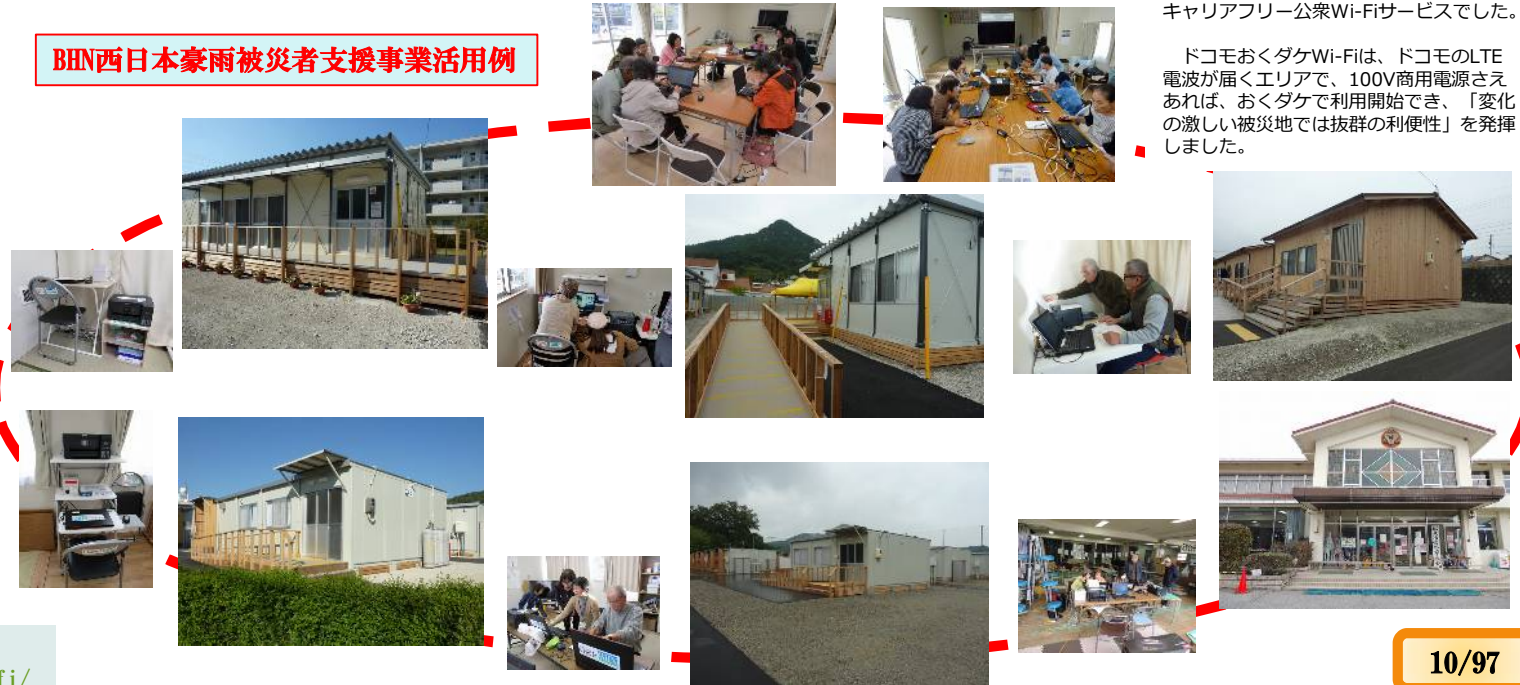 キャリアフリー公衆Wi-Fiサービスでした。
BHN西日本豪雨被災者支援事業活用例
ドコモおくダケWi-Fiは、ドコモのLTE
電波が届くエリアで、100V商用電源さえ
あれば、おくダケで利用開始でき、「変化
の激しい被災地では抜群の利便性」を発揮
しました。
fi/
10/97